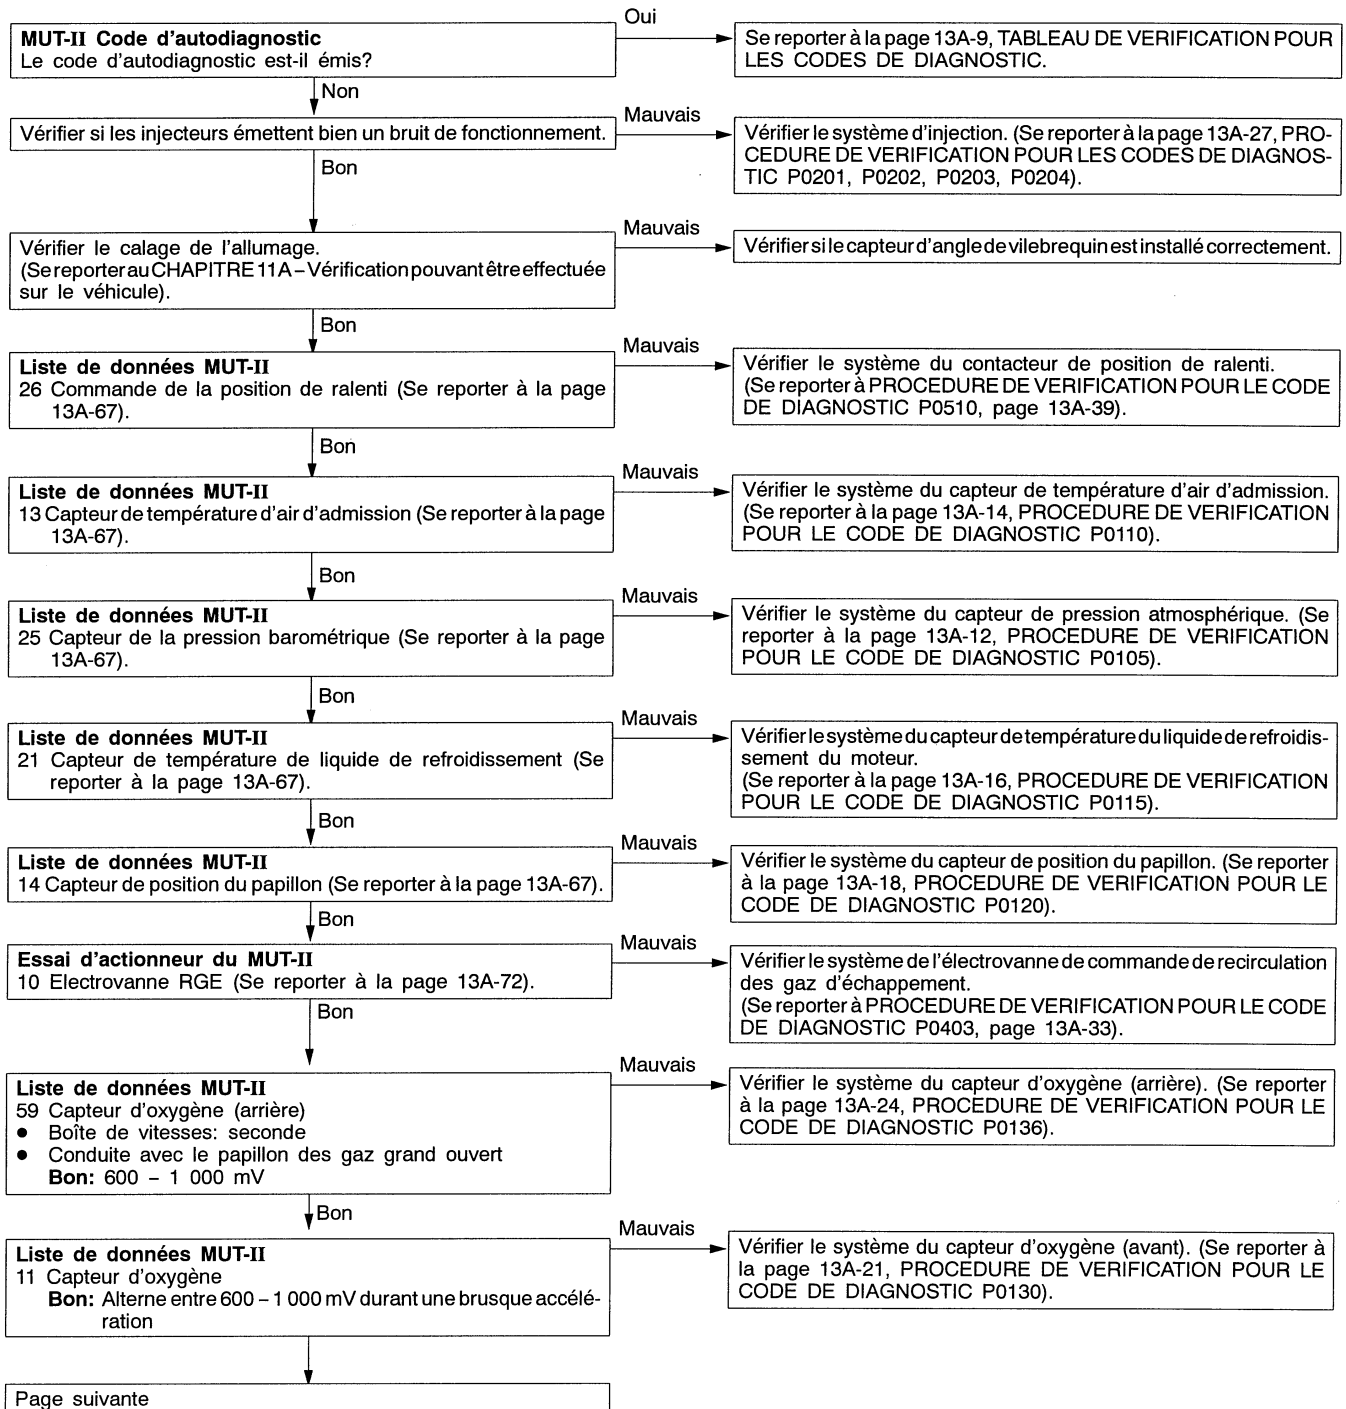 Oui
MUT-II Code d'autodiagnostic
Le code d'autodiagnostic est-il émis?
Se reporter à la page 13A-9, TABLEAU DE VERIFICATION POUR
LES CODES DE DIAGNOSTIC.
Non
Mauvais
Vérifier si les injecteurs émettent bien un bruit de fonctionnement.
Vérifier le système d'injection. (Se reporter à la page 13A-27, PRO-
CEDURE DE VERIFICATION POUR LES CODES DE DIAGNOS-
TIC P0201, P0202, P0203, P0204).
Bon
Mauvais
Vérifier le calage de l'allumage.
(Se reporter au CHAPITRE 11A – Vérification pouvant être effectuée
sur le véhicule).
Vérifier si le capteur d'angle de vilebrequin est installé correctement.
Bon
Mauvais
Liste de données MUT-II
26 Commande de la position de ralenti (Se reporter à la page
13A-67).
Vérifier le système du contacteur de position de ralenti.
(Se reporter à PROCEDURE DE VERIFICATION POUR LE CODE
DE DIAGNOSTIC P0510, page 13A-39).
Bon
Mauvais
Liste de données MUT-II
13 Capteur de température d'air d'admission (Se reporter à la page
13A-67).
Vérifier le système du capteur de température d'air d'admission.
(Se reporter à la page 13A-14, PROCEDURE DE VERIFICATION
POUR LE CODE DE DIAGNOSTIC P0110).
Bon
Mauvais
Liste de données MUT-II
25 Capteur de la pression barométrique (Se reporter à la page
13A-67).
Vérifier le système du capteur de pression atmosphérique. (Se
reporter à la page 13A-12, PROCEDURE DE VERIFICATION
POUR LE CODE DE DIAGNOSTIC P0105).
Bon
Mauvais
Liste de données MUT-II
21 Capteur de température de liquide de refroidissement (Se
reporter à la page 13A-67).
Vérifier le système du capteur de température du liquide de refroidis-
sement du moteur.
(Se reporter à la page 13A-16, PROCEDURE DE VERIFICATION
POUR LE CODE DE DIAGNOSTIC P0115).
Bon
Mauvais
Liste de données MUT-II
14 Capteur de position du papillon (Se reporter à la page 13A-67).
Vérifier le système du capteur de position du papillon. (Se reporter
à la page 13A-18, PROCEDURE DE VERIFICATION POUR LE
CODE DE DIAGNOSTIC P0120).
Bon
Mauvais
Essai d'actionneur du MUT-II
10 Electrovanne RGE (Se reporter à la page 13A-72).
Vérifier le système de l'électrovanne de commande de recirculation
des gaz d'échappement.
(Se reporter à PROCEDURE DE VERIFICATION POUR LE CODE
DE DIAGNOSTIC P0403, page 13A-33).
Bon
Mauvais
Liste de données MUT-II
59 Capteur d'oxygène (arrière)
● Boîte de vitesses: seconde
● Conduite avec le papillon des gaz grand ouvert
Bon: 600 – 1 000 mV
Vérifier le système du capteur d'oxygène (arrière). (Se reporter
à la page 13A-24, PROCEDURE DE VERIFICATION POUR LE
CODE DE DIAGNOSTIC P0136).
Bon
Mauvais
Liste de données MUT-II
11 Capteur d'oxygène
Bon: Alterne entre 600 – 1 000 mV durant une brusque accélé-
ration
Vérifier le système du capteur d'oxygène (avant). (Se reporter à
la page 13A-21, PROCEDURE DE VERIFICATION POUR LE
CODE DE DIAGNOSTIC P0130).
Page suivante